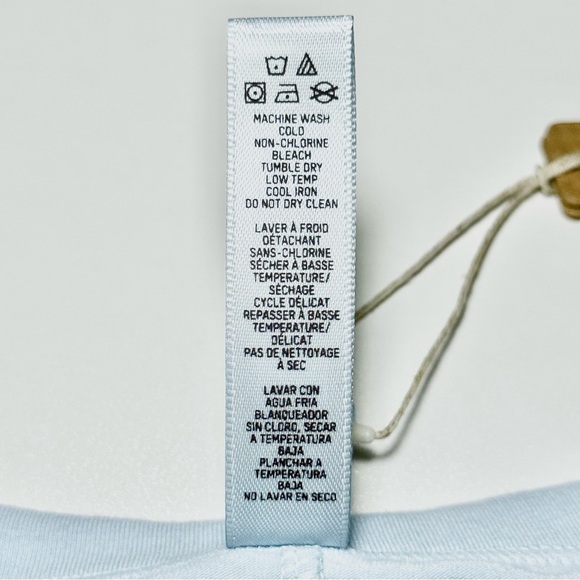 MACHINE WASH
COLD
NON-CHLORINE
BLEACH
TUMBLE DRY
LOW TEMP
COOL IRON
DO NOT DRY CLEAN
LAVER À FROID
DÉTACHANT
SANS-CHLORINE
SÉCHER À BASSE
TEMPERATURE/
SÉCHAGE
CYCLE DÉLICAT
REPASSER À BASSE
TEMPERATURE/
DÉLICAT
PAS DE NETTOYAGE
À SEC
LAVAR CON
AGUA FRIA
BLANQUEADOR
SIN CLORO, SECAR
A TEMPERATURA
BAJA
PLANCHAR A
TEMPERATURA
BAJA
NO LAVAR EN SECO